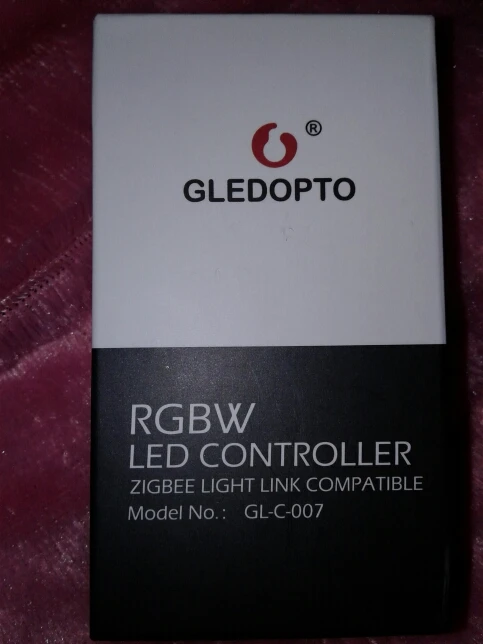 ®
GLEDOPTO
RGBW
LED CONTROLLER
ZIGBEE LIGHT LINK COMPATIBLE
Model No.: GL-C-007